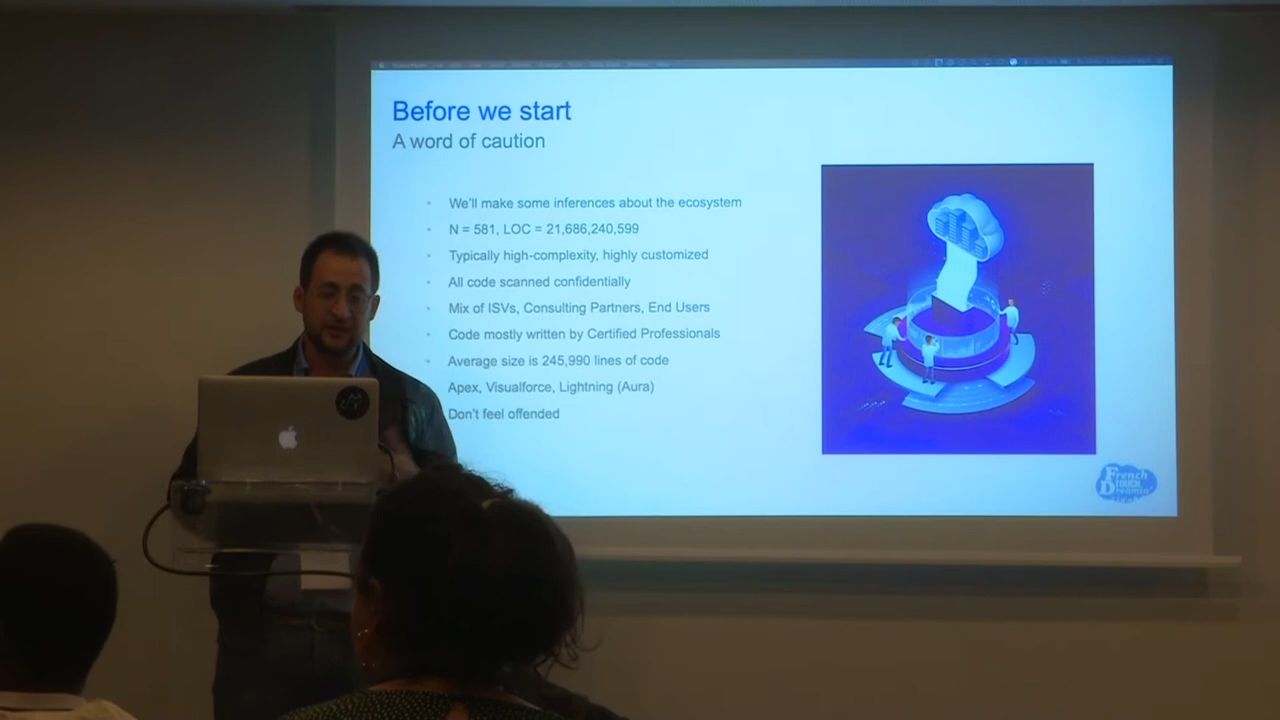 Before we start
A word of caution
We'll make some inferences about the ecosystem
N = 581, LOC = 21,686,240,599
Typically high-complexity, highly customized
All code scanned confidentially
Mix of ISVs, Consulting Partners, End Users
Code mostly written by Certified Professionals
Average size is 245,990 lines of code
Apex, Visualforce, Lightning (Aura)
Don't feel offended
French
TOUCH
Dreamin'